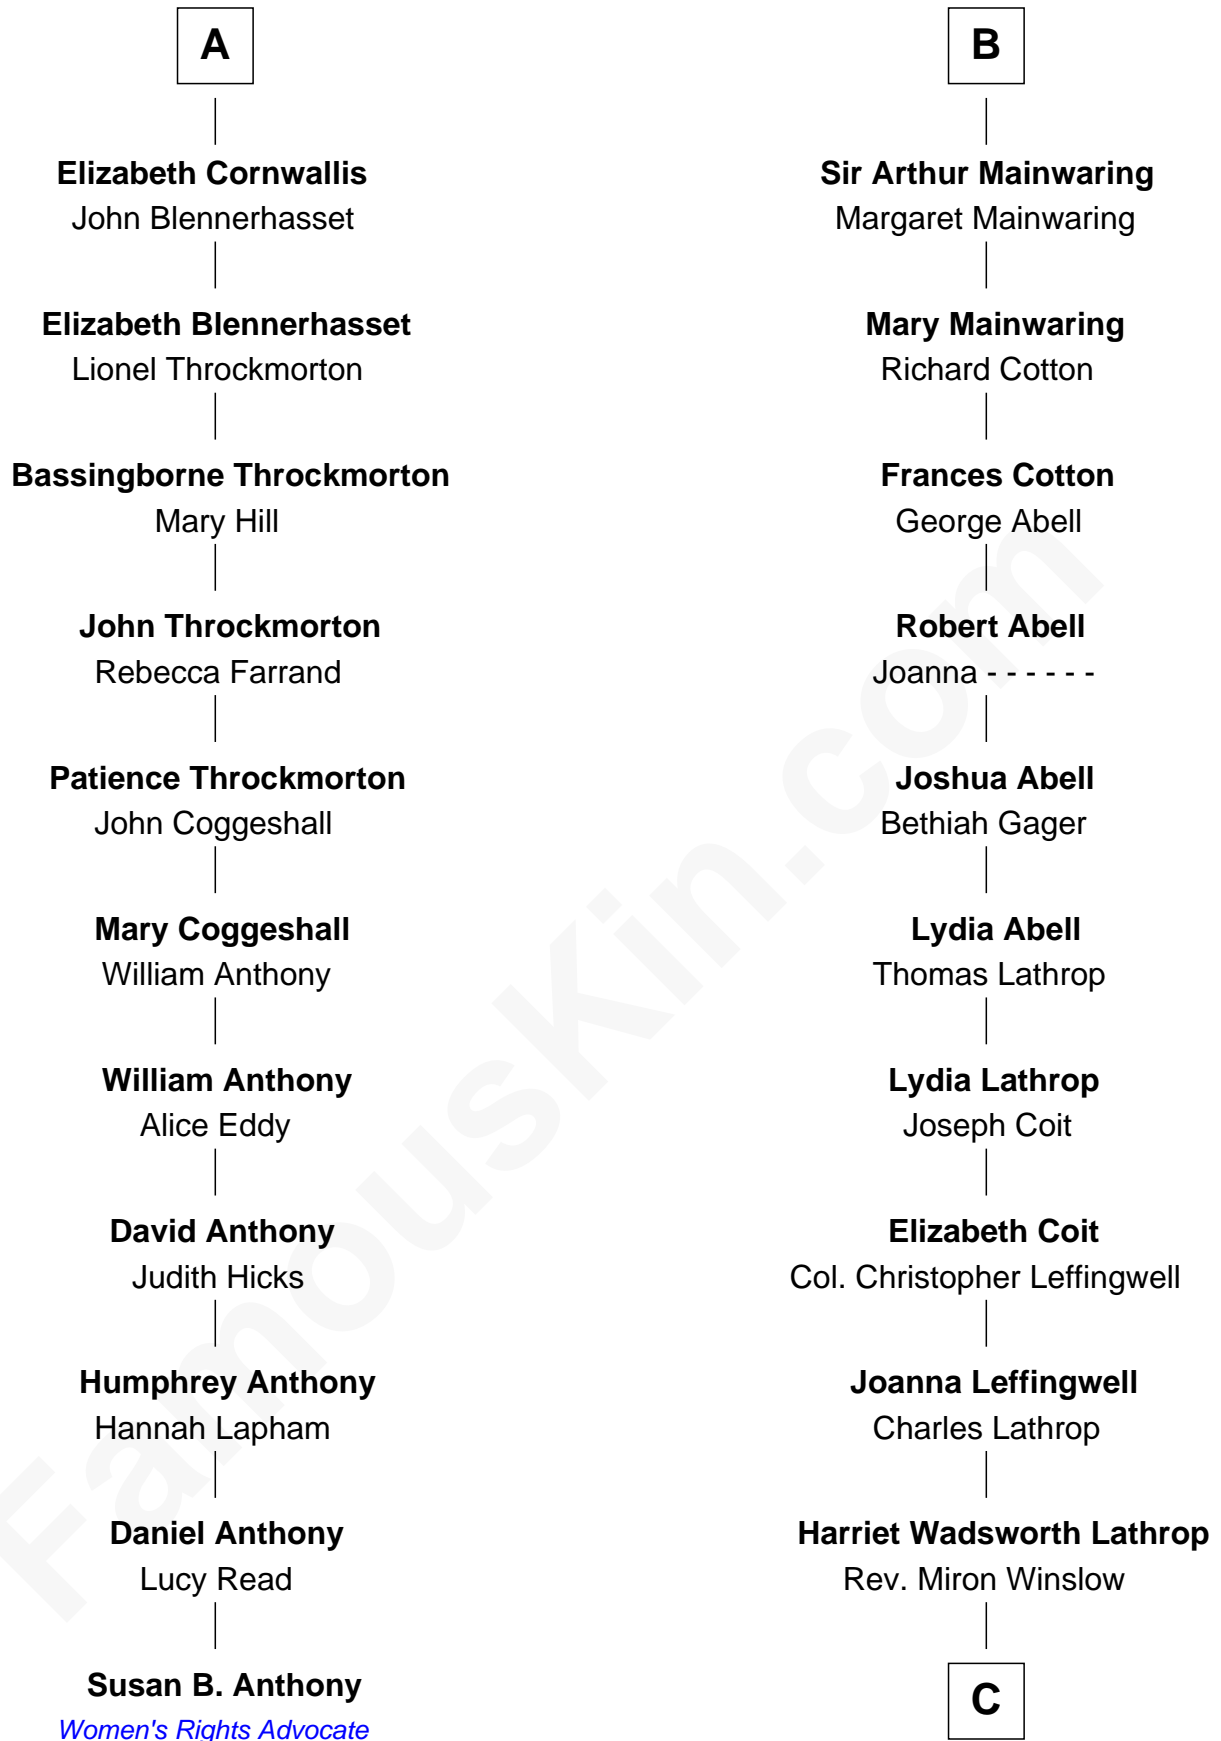 A
Elizabeth Cornwallis
John Blennerhasset
Elizabeth Blennerhasset
Lionel Throckmorton
Bassingborne Throckmorton
Mary Hill
John Throckmorton
Rebecca Farrand
Patience Throckmorton
John Coggeshall
Mary Coggeshall
William Anthony
William Anthony
Alice Eddy
David Anthony
Judith Hicks
Humphrey Anthony
Hannah Lapham
Daniel Anthony
Lucy Read
Susan B. Anthony
Women's Rights Advocate
B
Sir Arthur Mainwaring
Margaret Mainwaring
Mary Mainwaring
Richard Cotton
Frances Cotton
George Abell
Robert Abell
Joanna - - - - - -
Joshua Abell
Bethiah Gager
Lydia Abell
Thomas Lathrop
Lydia Lathrop
Joseph Coit
Elizabeth Coit
Col. Christopher Leffingwell
Joanna Leffingwell
Charles Lathrop
Harriet Wadsworth Lathrop
Rev. Miron Winslow
C
FamousKin.com